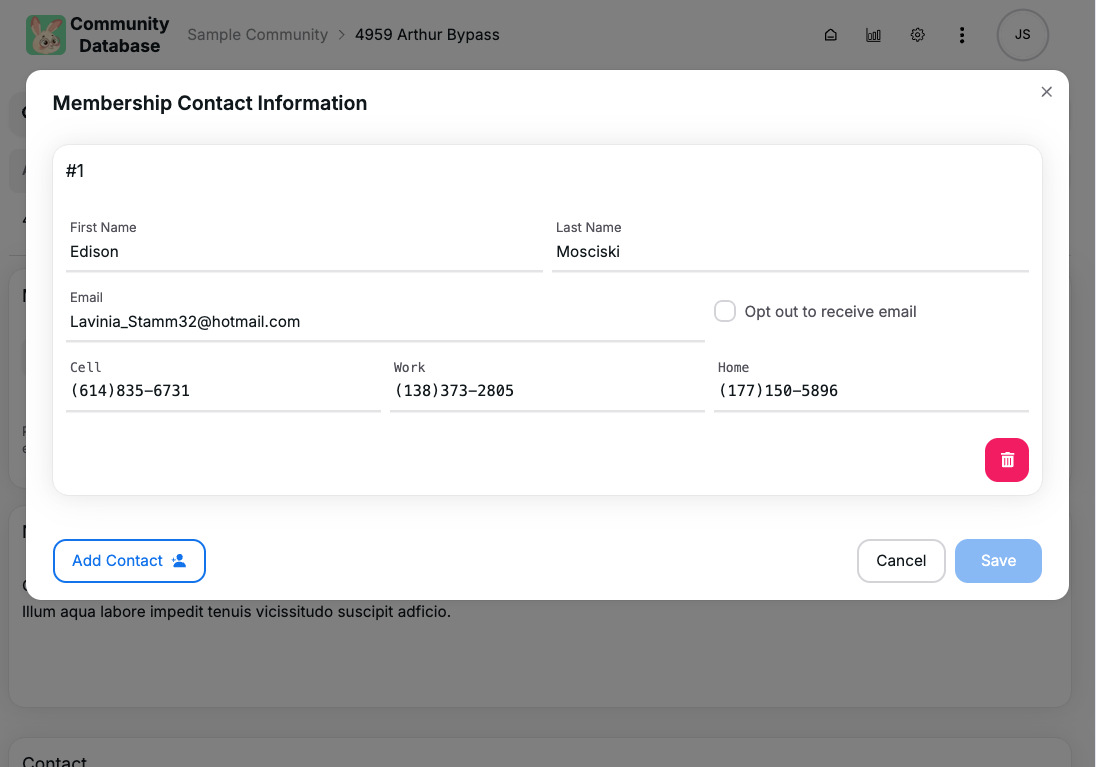 Community
Database
Sample Community > 4959 Arthur Bypass
JS
Membership Contact Information
#1
First Name
Edison
Last Name
Mosciski
Email
Lavinia_Stamm32@hotmail.com
Opt out to receive email
Cell
(614)835-6731
Work
(138)373-2805
Home
(177)150-5896
Add Contact
Cancel
Save
Illum aqua labore impedit tenuis vicissitudo suscipit adficio.
Contact